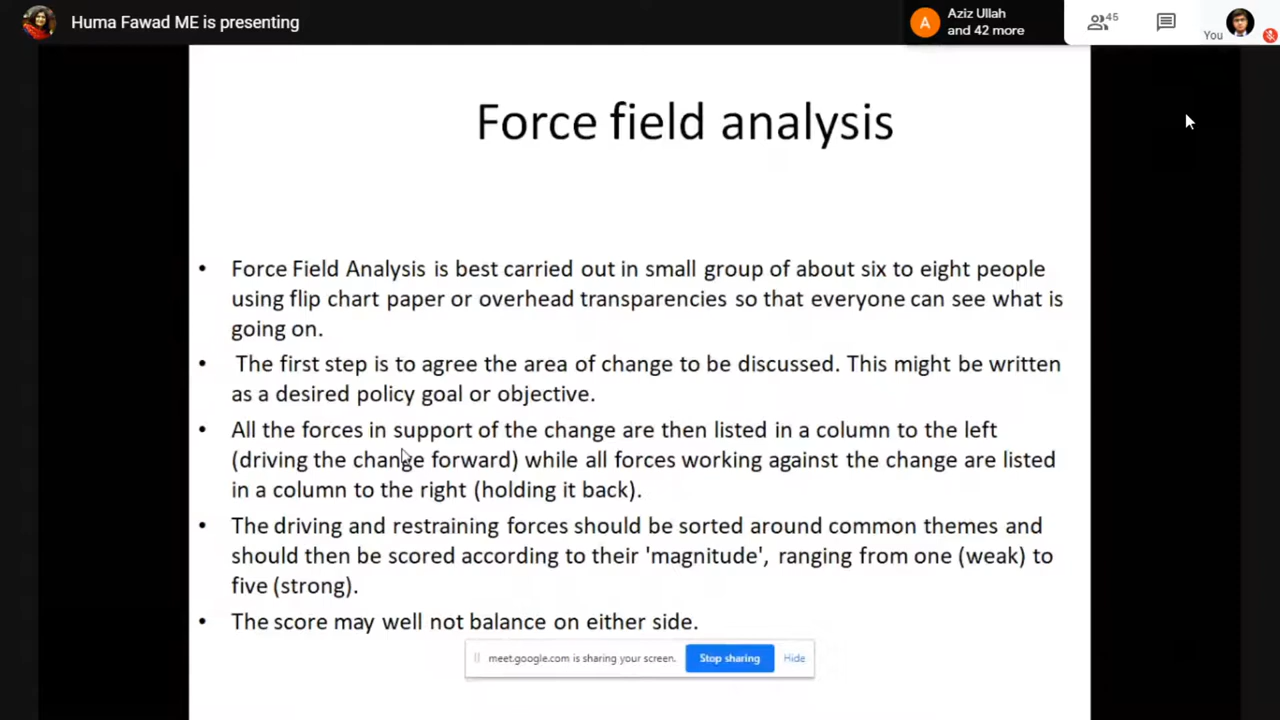 Huma Fawad ME is presenting
A
Aziz Ullah
and 42 more
45
You
Force field analysis
• Force Field Analysis is best carried out in small group of about six to eight people
using flip chart paper or overhead transparencies so that everyone can see what is
going on.
• The first step is to agree the area of change to be discussed. This might be written
as a desired policy goal or objective.
• All the forces in support of the change are then listed in a column to the left
(driving the change forward) while all forces working against the change are listed
in a column to the right (holding it back).
• The driving and restraining forces should be sorted around common themes and
should then be scored according to their 'magnitude', ranging from one (weak) to
five (strong).
• The score may well not balance on either side.
meet.google.com is sharing your screen. Stop sharing Hide